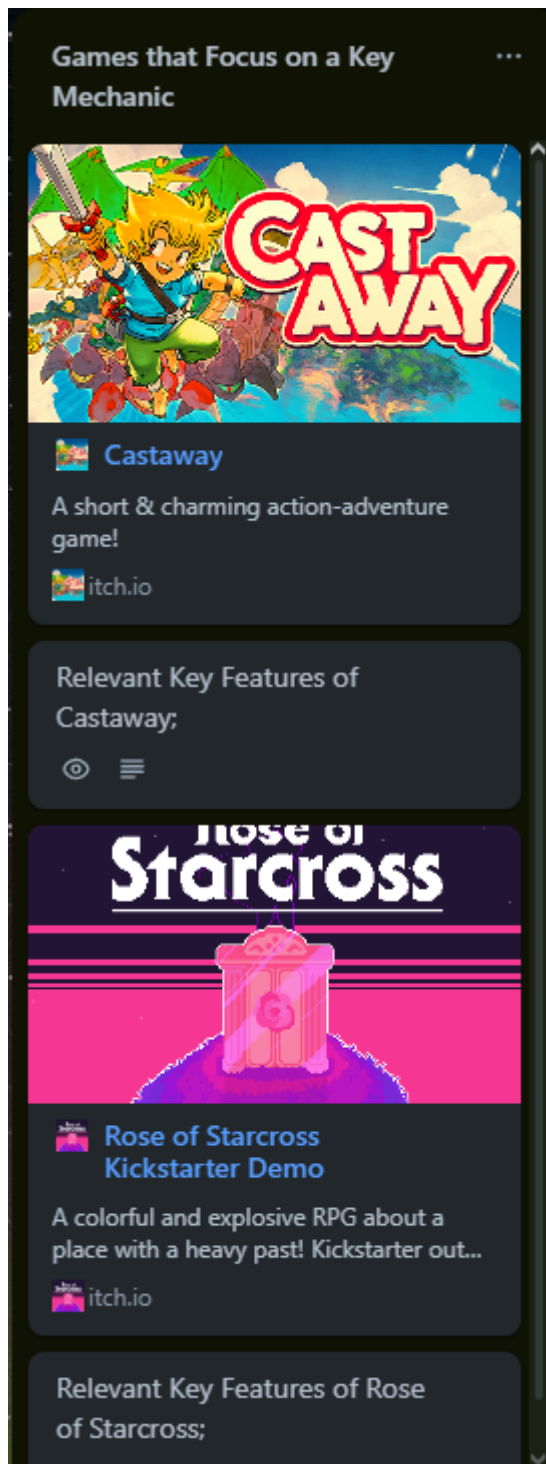 Games that Focus on a Key
Mechanic
CAST
AWAY
Castaway
A short & charming action-adventure
game!
itch.io
Relevant Key Features of
Castaway;
Rose of
Starcross
Rose of Starcross
Kickstarter Demo
A colorful and explosive RPG about a
place with a heavy past! Kickstarter out...
itch.io
Relevant Key Features of Rose
of Starcross;